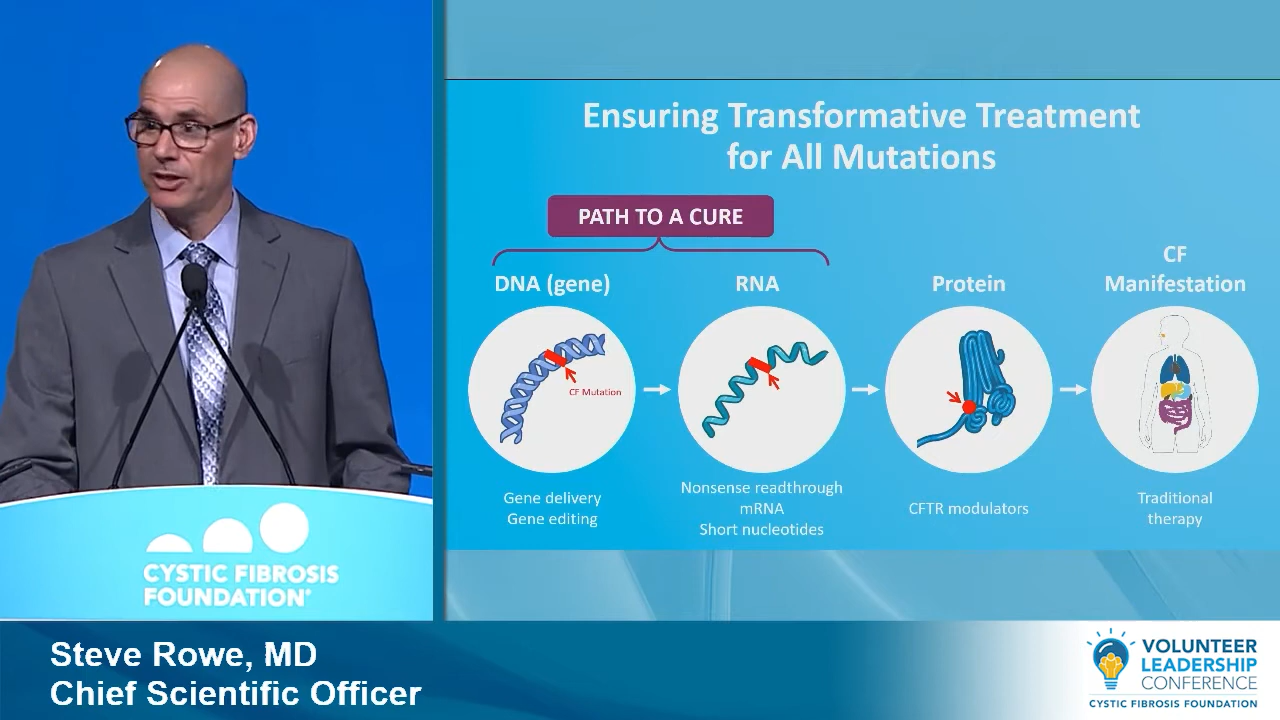 Ensuring Transformative Treatment
for All Mutations
PATH TO A CURE
DNA (gene)
RNA
Protein
CF
Manifestation
CF Mutation
Gene delivery
Gene editing
Nonsense readthrough
mRNA
Short nucleotides
CFTR modulators
Traditional
therapy
CYSTIC FIBROSIS
FOUNDATION®
Steve Rowe, MD
Chief Scientific Officer
VOLUNTEER
LEADERSHIP
CONFERENCE
CYSTIC FIBROSIS FOUNDATION